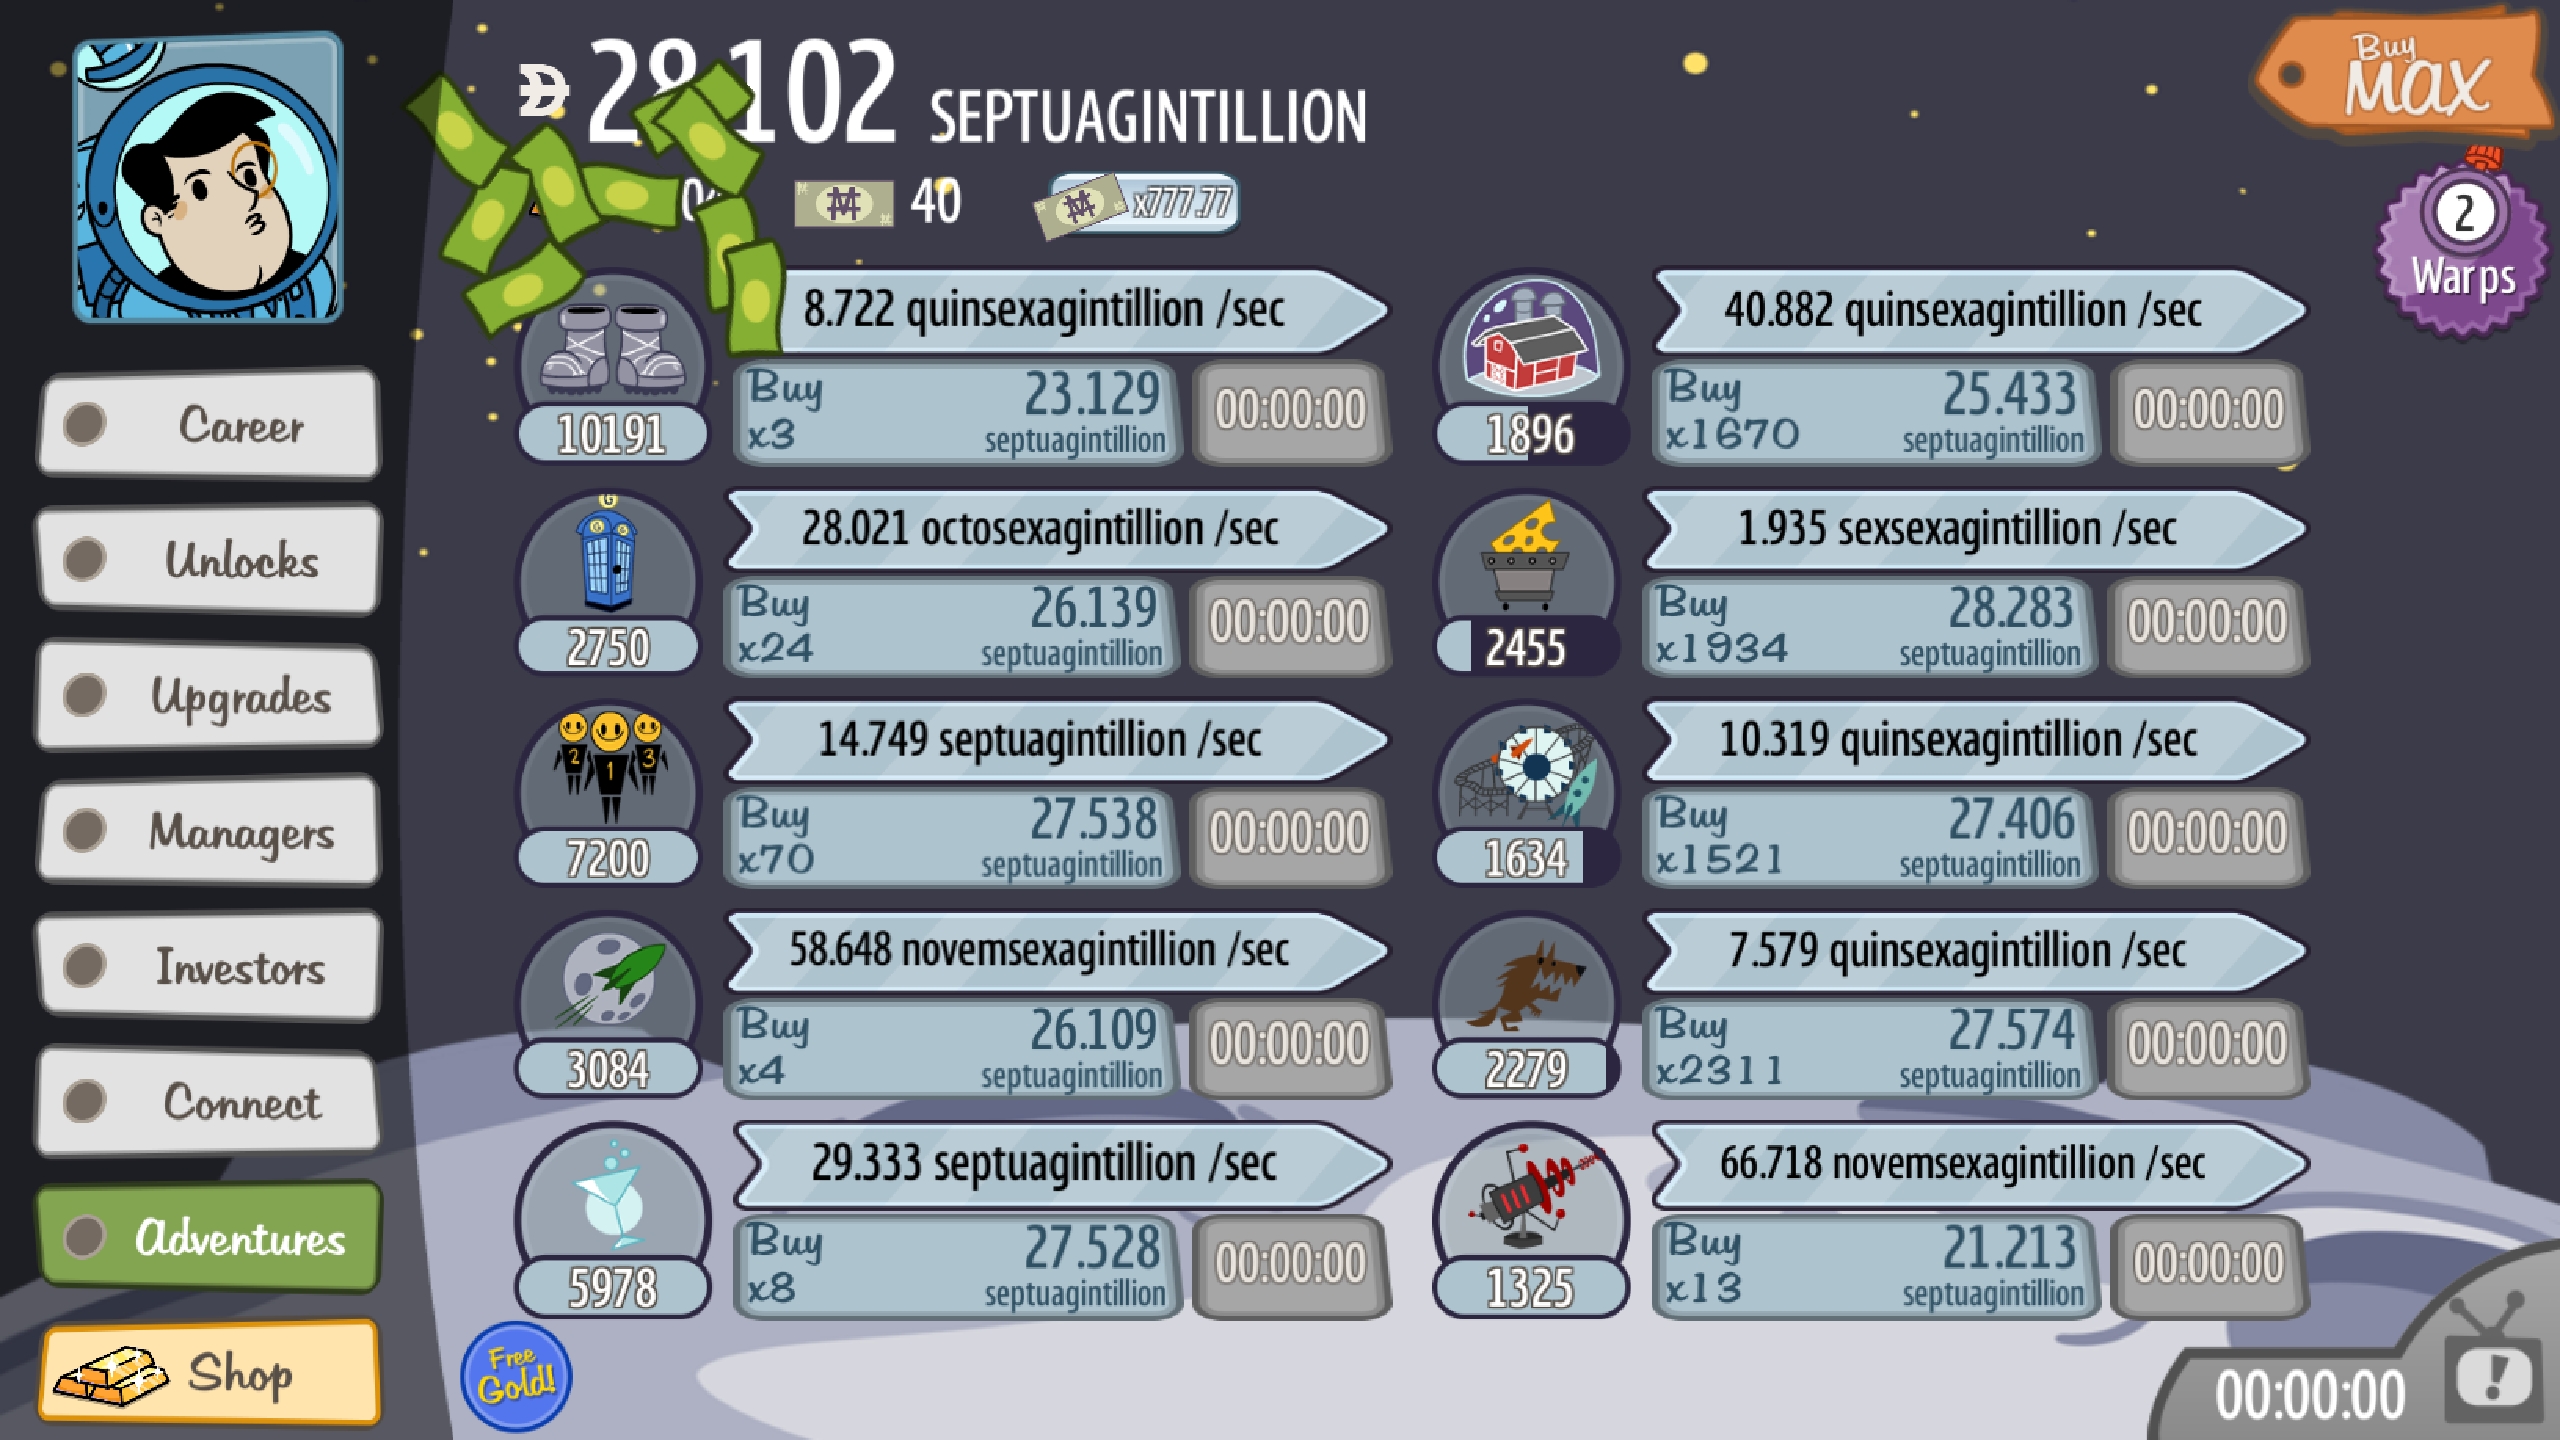 28.102 SEPTUAGINTILLION
Buy
MAX
40
x777.77
2
Warps
8.722 quinsexagintillion /sec
Buy 23.129
x3 septuagintillion
00:00:00
10191
40.882 quinsexagintillion /sec
Buy 25.433
x1670 septuagintillion
00:00:00
1896
Career
28.021 octosexagintillion /sec
Buy 26.139
x24 septuagintillion
00:00:00
2750
1.935 sexsexagintillion /sec
Buy 28.283
x1934 septuagintillion
00:00:00
2455
Unlocks
Upgrades
14.749 septuagintillion /sec
2 1 3
Buy 27.538
x70 septuagintillion
00:00:00
7200
10.319 quinsexagintillion /sec
Buy 27.406
x1521 septuagintillion
00:00:00
1634
Managers
Investors
58.648 novemsexagintillion /sec
Buy 26.109
x4 septuagintillion
00:00:00
3084
7.579 quinsexagintillion /sec
Buy 27.574
x2311 septuagintillion
00:00:00
2279
Connect
29.333 septuagintillion /sec
Buy 27.528
x8 septuagintillion
00:00:00
5978
66.718 novemsexagintillion /sec
Buy 21.213
x13 septuagintillion
00:00:00
1325
Adventures
Shop
Free
Gold!
00:00:00
!